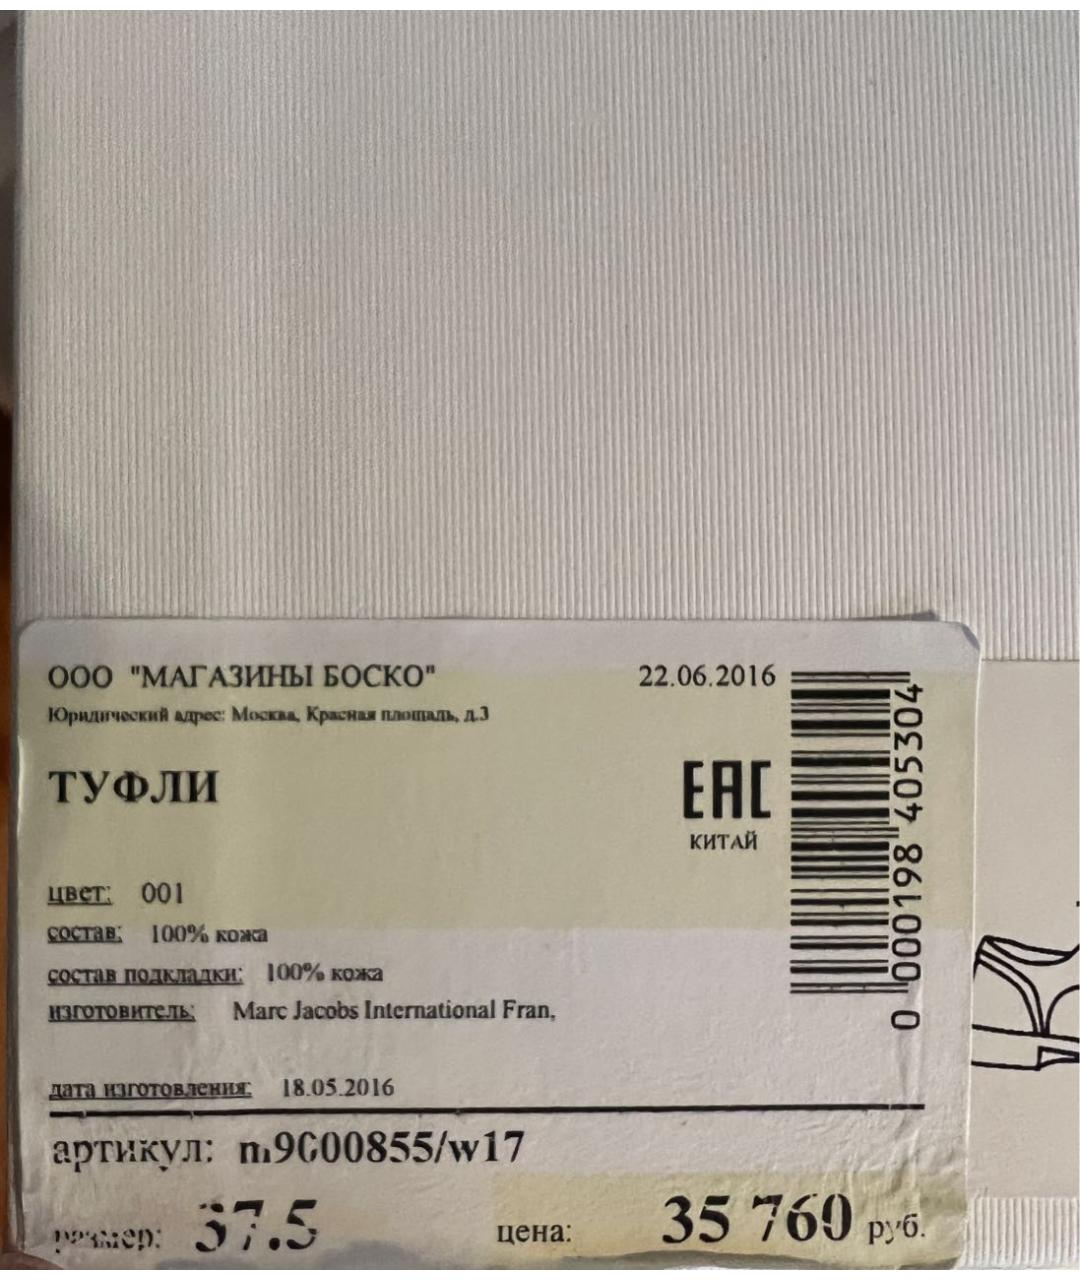 ООО "МАГАЗИНЫ БОСКО" 22.06.2016
Юридический адрес: Москва, Красная площадь, д.3
ТУФЛИ
EAC
КИТАЙ
цвет: 001
состав: 100% кожа
состав подкладки: 100% кожа
изготовитель: Marc Jacobs International Fran,
дата изготовления: 18.05.2016
артикул: m9000855/w17
размер: 37.5 цена: 35 760 руб.
0 000198 405304